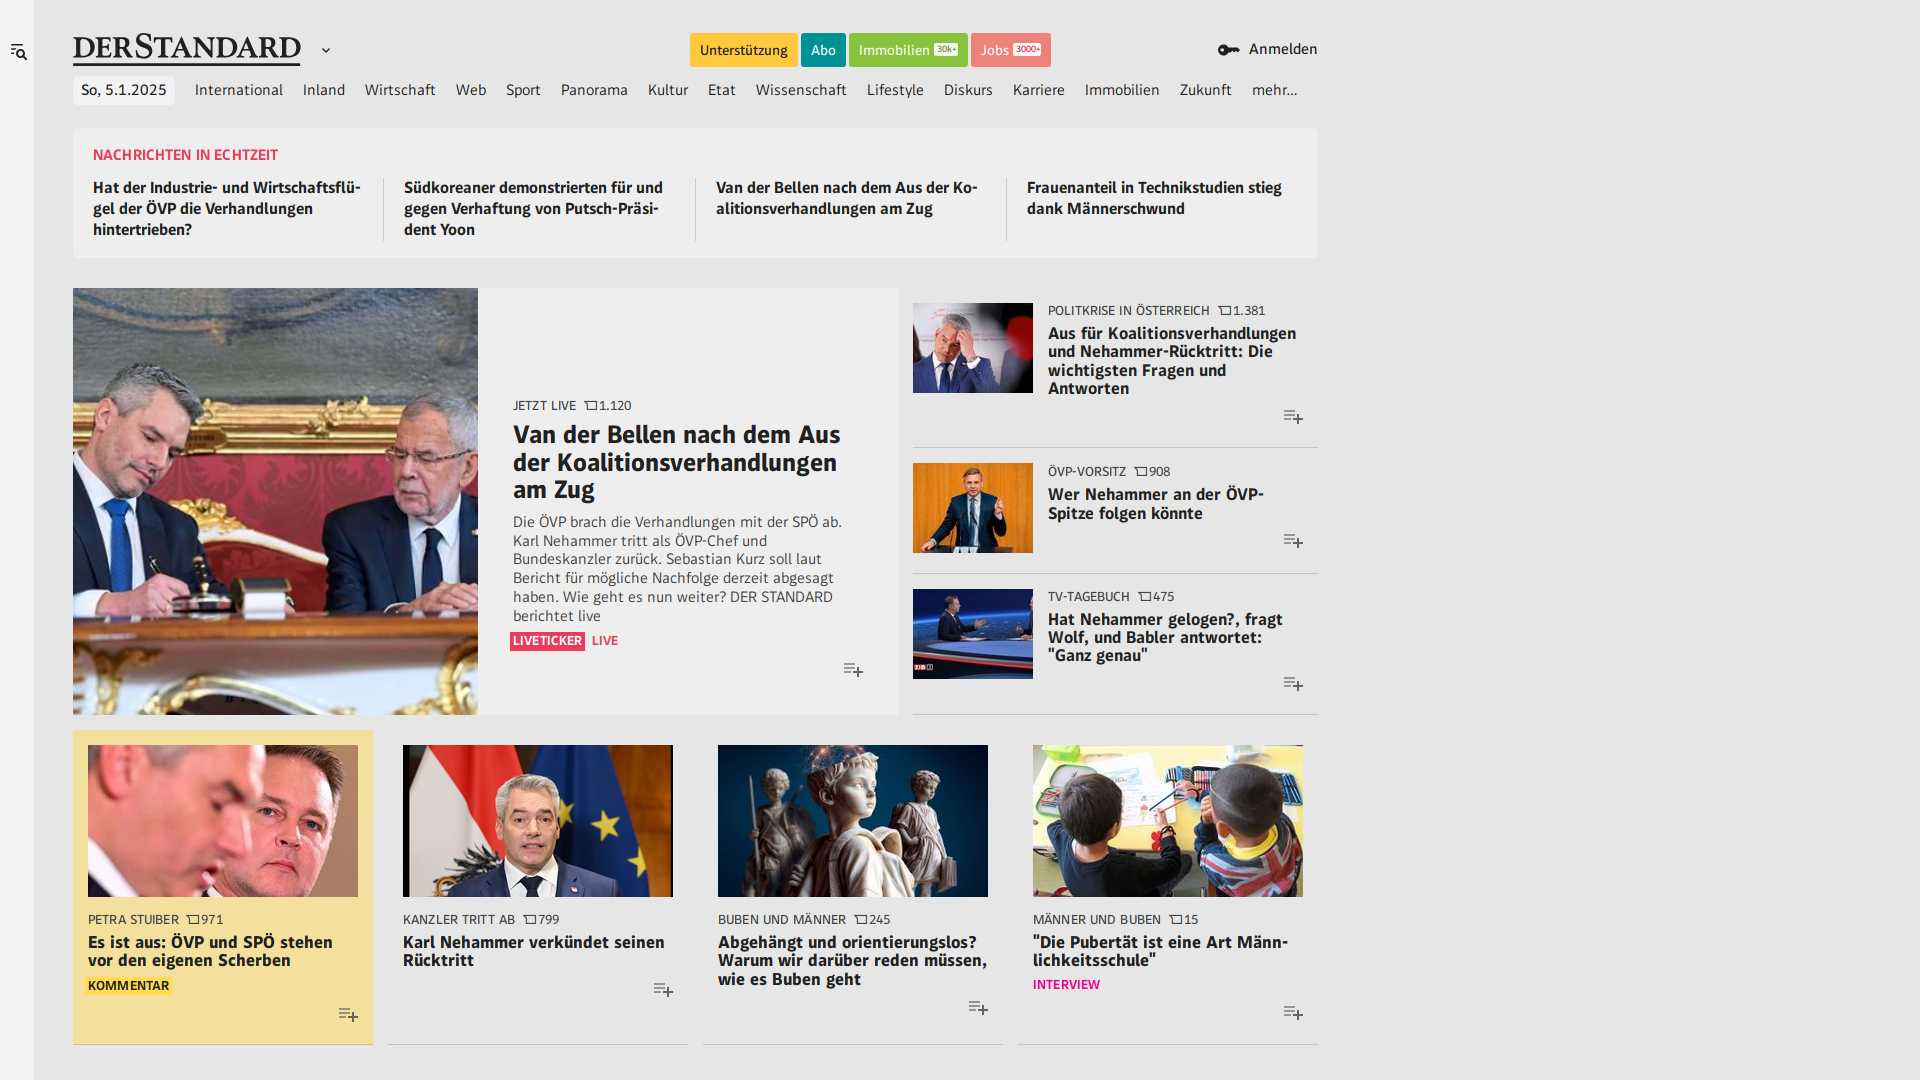 DERSTANDARD
Unterstützung
Abo
Immobilien 30k+
Jobs 3000+
Anmelden
So, 5.1.2025
International
Inland
Wirtschaft
Web
Sport
Panorama
Kultur
Etat
Wissenschaft
Lifestyle
Diskurs
Karriere
Immobilien
Zukunft
mehr…
NACHRICHTEN IN ECHTZEIT
Hat der Industrie- und Wirtschaftsflü-
gel der ÖVP die Verhandlungen
hintertrieben?
Südkoreaner demonstrierten für und
gegen Verhaftung von Putsch-Präsi-
dent Yoon
Van der Bellen nach dem Aus der Ko-
alitionsverhandlungen am Zug
Frauenanteil in Technikstudien stieg
dank Männerschwund
JETZT LIVE 1.120
Van der Bellen nach dem Aus
der Koalitionsverhandlungen
am Zug
Die ÖVP brach die Verhandlungen mit der SPÖ ab.
Karl Nehammer tritt als ÖVP-Chef und
Bundeskanzler zurück. Sebastian Kurz soll laut
Bericht für mögliche Nachfolge derzeit abgesagt
haben. Wie geht es nun weiter? DER STANDARD
berichtet live
LIVETICKER LIVE
POLITKRISE IN ÖSTERREICH 1.381
Aus für Koalitionsverhandlungen
und Nehammer-Rücktritt: Die
wichtigsten Fragen und
Antworten
ÖVP-VORSITZ 908
Wer Nehammer an der ÖVP-
Spitze folgen könnte
TV-TAGEBUCH 475
Hat Nehammer gelogen?, fragt
Wolf, und Babler antwortet:
"Ganz genau"
PETRA STUIBER 971
Es ist aus: ÖVP und SPÖ stehen
vor den eigenen Scherben
KOMMENTAR
KANZLER TRITT AB 799
Karl Nehammer verkündet seinen
Rücktritt
BUBEN UND MÄNNER 245
Abgehängt und orientierungslos?
Warum wir darüber reden müssen,
wie es Buben geht
MÄNNER UND BUBEN 15
"Die Pubertät ist eine Art Männ-
lichkeitsschule"
INTERVIEW